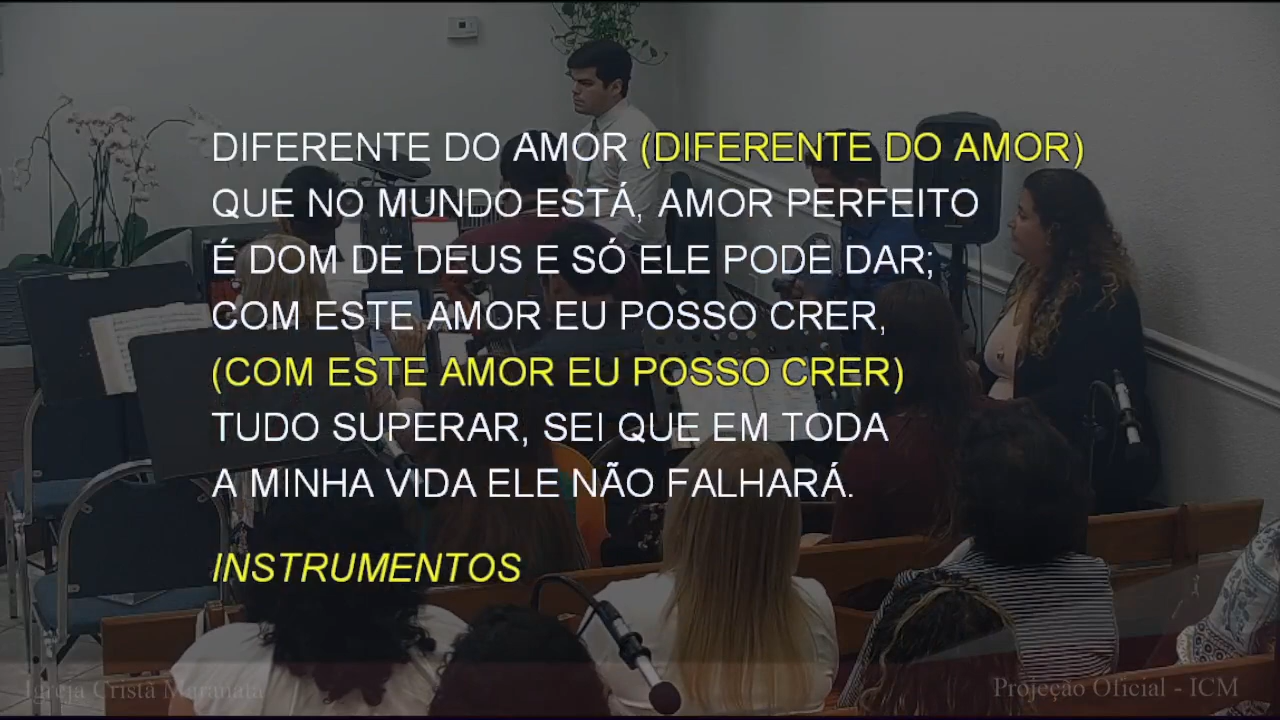 DIFERENTE DO AMOR (DIFERENTE DO AMOR)
QUE NO MUNDO ESTÁ, AMOR PERFEITO
É DOM DE DEUS E SÓ ELE PODE DAR;
COM ESTE AMOR EU POSSO CRER,
(COM ESTE AMOR EU POSSO CRER)
TUDO SUPERAR, SEI QUE EM TODA
A MINHA VIDA ELE NÃO FALHARÁ.
INSTRUMENTOS
Igreja Cristã Maranata
Projeção Oficial - ICM